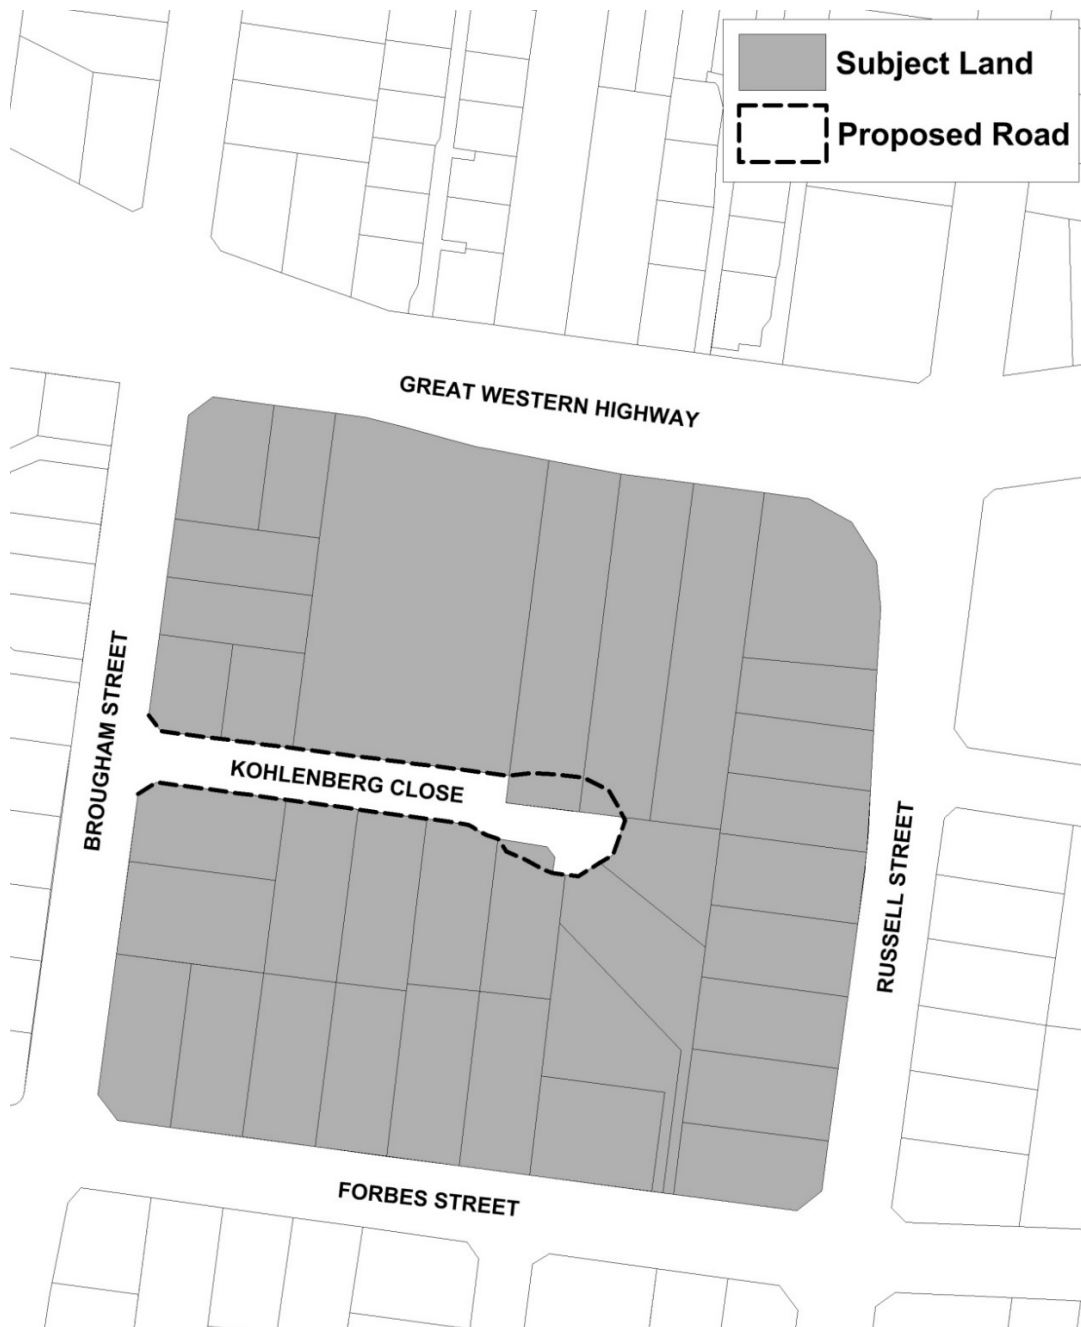 Subject Land
Proposed Road
GREAT WESTERN HIGHWAY
BROUGHAM STREET
KOHLENBERG CLOSE
RUSSELL STREET
FORBES STREET